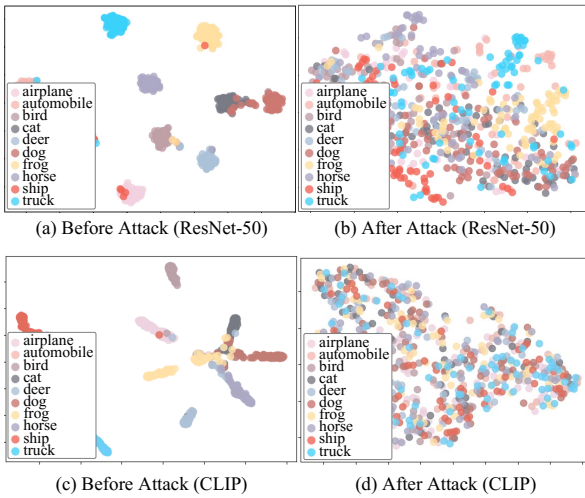 airplane
automobile
bird
cat
deer
dog
frog
horse
ship
truck
(a) Before Attack (ResNet-50)
airplane
automobile
bird
cat
deer
dog
frog
horse
ship
truck
(b) After Attack (ResNet-50)
airplane
automobile
bird
cat
deer
dog
frog
horse
ship
truck
(c) Before Attack (CLIP)
airplane
automobile
bird
cat
deer
dog
frog
horse
ship
truck
(d) After Attack (CLIP)